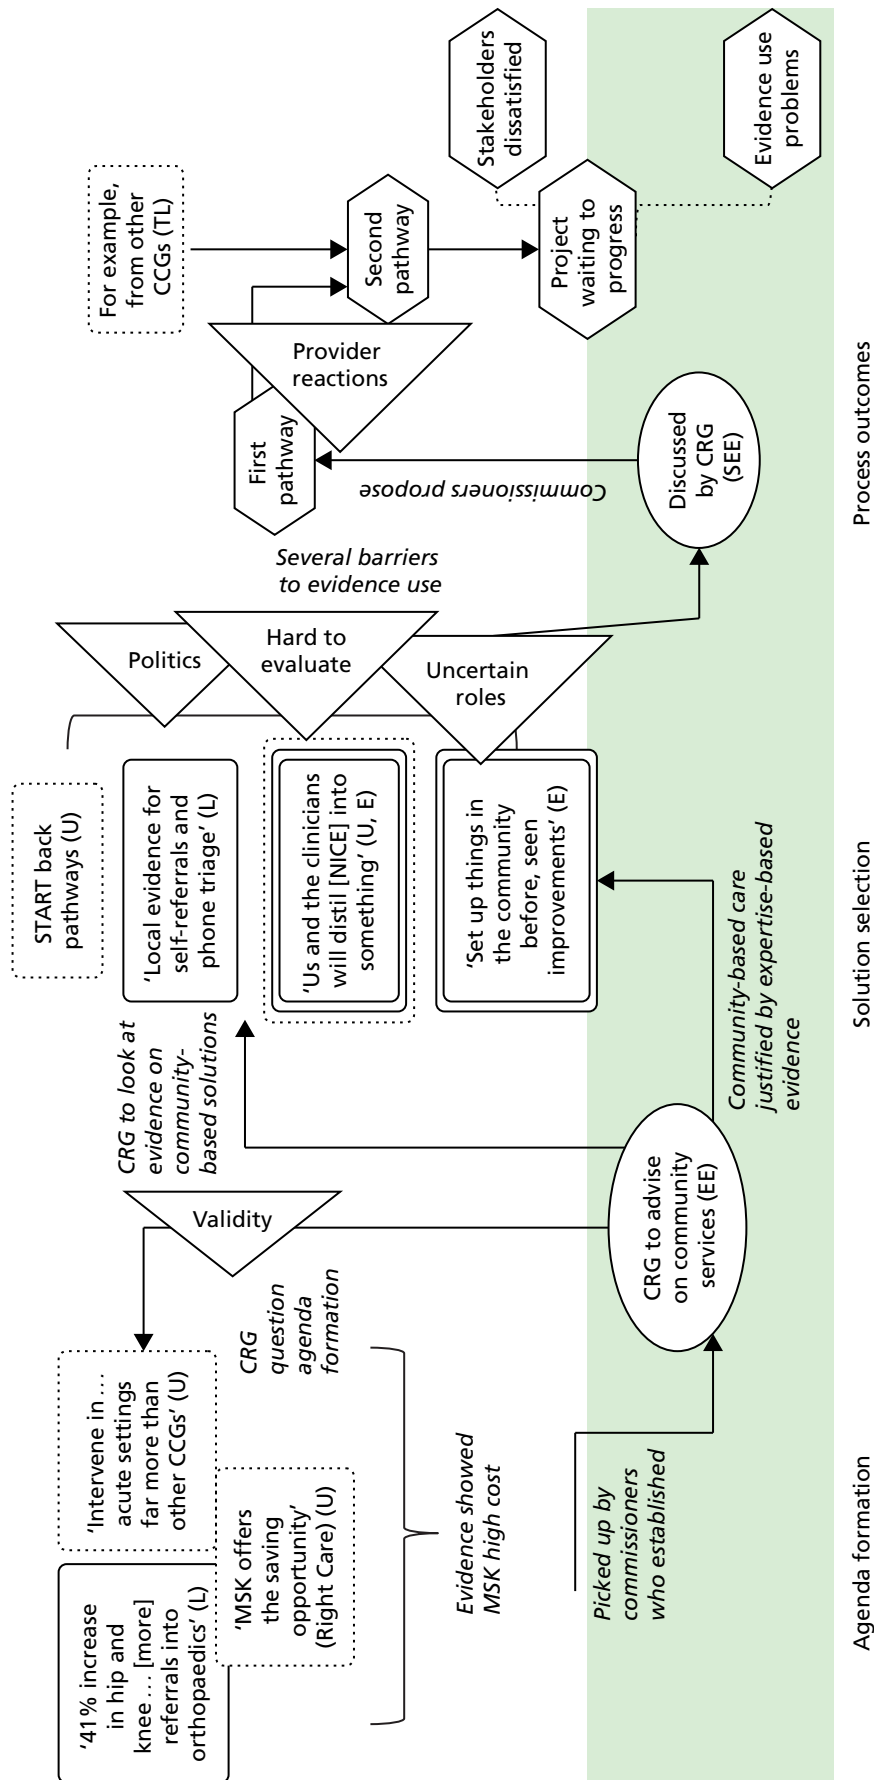 ‘41% increase
in hip and
knee … [more]
referrals into
orthopaedics’ (L)
‘Intervene in …
acute settings
far more than
other CCGs’ (U)
‘MSK offers
the saving
opportunity’
(Right Care) (U)
CRG
question
agenda
formation
Evidence showed
MSK high cost
Picked up by
commissioners
who established
Agenda formation
Validity
CRG to advise
on community
services (EE)
CRG to look at
evidence on
community-
based solutions
START back
pathways (U)
‘Local evidence for
self-referrals and
phone triage’ (L)
‘Us and the clinicians
will distil [NICE] into
something’ (U, E)
‘Set up things in
the community
before, seen
improvements’ (E)
Community-based care
justified by expertise-based
evidence
Solution selection
Politics
Hard to
evaluate
Uncertain
roles
Several barriers
to evidence use
Discussed
by CRG
(SEE)
Commissioners propose
First
pathway
Provider
reactions
For example,
from other
CCGs (TL)
Second
pathway
Project
waiting to
progress
Stakeholders
dissatisfied
Evidence use
problems
Process outcomes